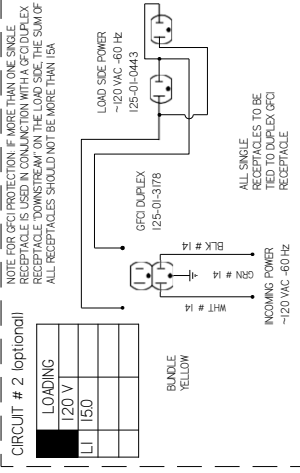 NOTE FOR GFCI PROTECTION: IF MORE THAN ONE SINGLE
RECEPTACLE IS USED IN CONJUNCTION WITH A GFCI DUPLEX
RECEPTACLE "DOWNSTREAM" ON THE LOAD SIDE, THE SUM OF
ALL RECEPTACLES SHOULD NOT BE MORE THAN 15A
CIRCUIT # 2 (optional)
LOADING
120 V
L1 15.0
LOAD SIDE POWER
~120 VAC -60 Hz
125-01-0443
GFCI DUPLEX
125-01-3178
BUNDLE
YELLOW
WHT # 14
GRN # 14
BLK # 14
INCOMING POWER
~120 VAC -60 Hz
ALL SINGLE
RECEPTACLES TO BE
TIED TO DUPLEX GFCI
RECEPTACLE